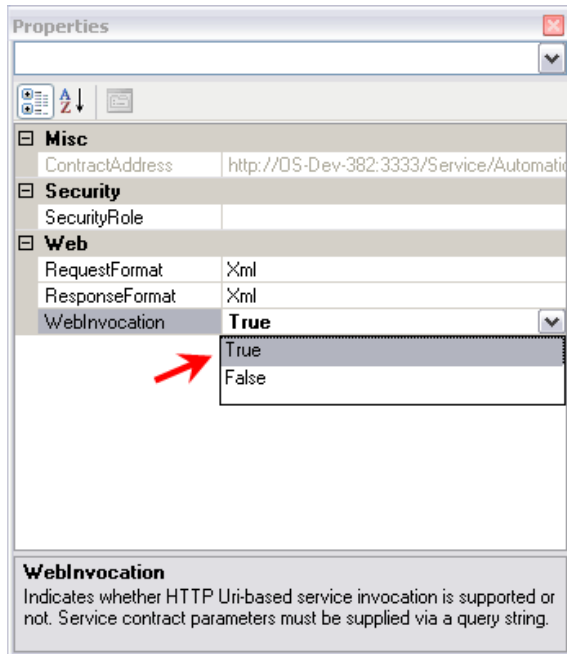 Properties
A
Z
Misc
ContractAddress http://OS-Dev-382:3333/Service/Automatic
Security
SecurityRole
Web
RequestFormat Xml
ResponseFormat Xml
WebInvocation True
True
False
WebInvocation
Indicates whether HTTP Uri-based service invocation is supported or
not. Service contract parameters must be supplied via a query string.